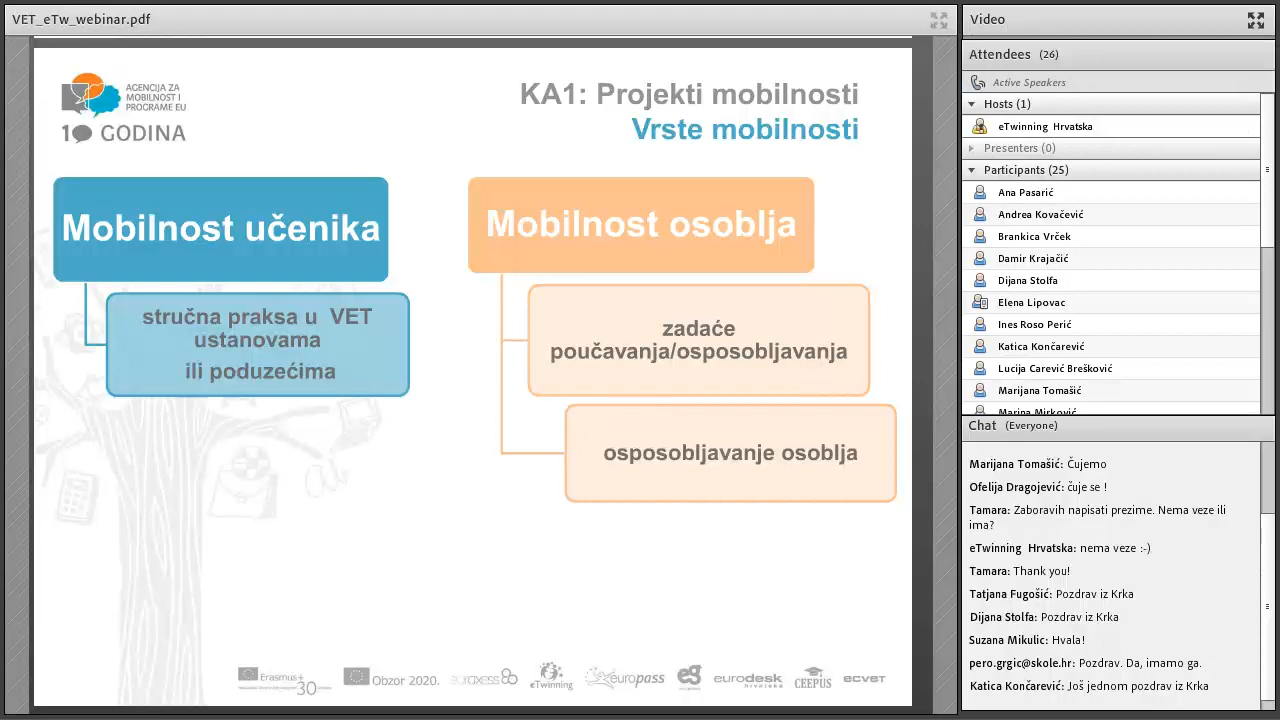 VET_eTw_webinar.pdf
AGENCIJA ZA
MOBILNOST I
PROGRAME EU
10 GODINA
KA1: Projekti mobilnosti
Vrste mobilnosti
Mobilnost učenika
stručna praksa u VET
ustanovama
ili poduzećima
Mobilnost osoblja
zadaće
poučavanja/osposobljavanja
osposobljavanje osoblja
Erasmus+
30
Obzor 2020.
euraxess
eTwinning
europass
eurodesk
hrvatska
CEEPUS
ECVET
Video
Attendees (26)
Active Speakers
Hosts (1)
eTwinning Hrvatska
Presenters (0)
Participants (25)
Ana Pasarić
Andrea Kovačević
Brankica Vrček
Damir Krajačić
Dijana Stolfa
Elena Lipovac
Ines Roso Perić
Katica Končarević
Lucija Carević Brešković
Marijana Tomašić
Marina Mirković
Chat (Everyone)
Marijana Tomašić: Čujemo
Ofelija Dragojević: čuje se !
Tamara: Zaboravih napisati prezime. Nema veze ili
ima?
eTwinning Hrvatska: nema veze :-)
Tamara: Thank you!
Tatjana Fugošić: Pozdrav iz Krka
Dijana Stolfa: Pozdrav iz Krka
Suzana Mikulic: Hvala!
pero.grgic@skole.hr: Pozdrav. Da, imamo ga.
Katica Končarević: Još jednom pozdrav iz Krka